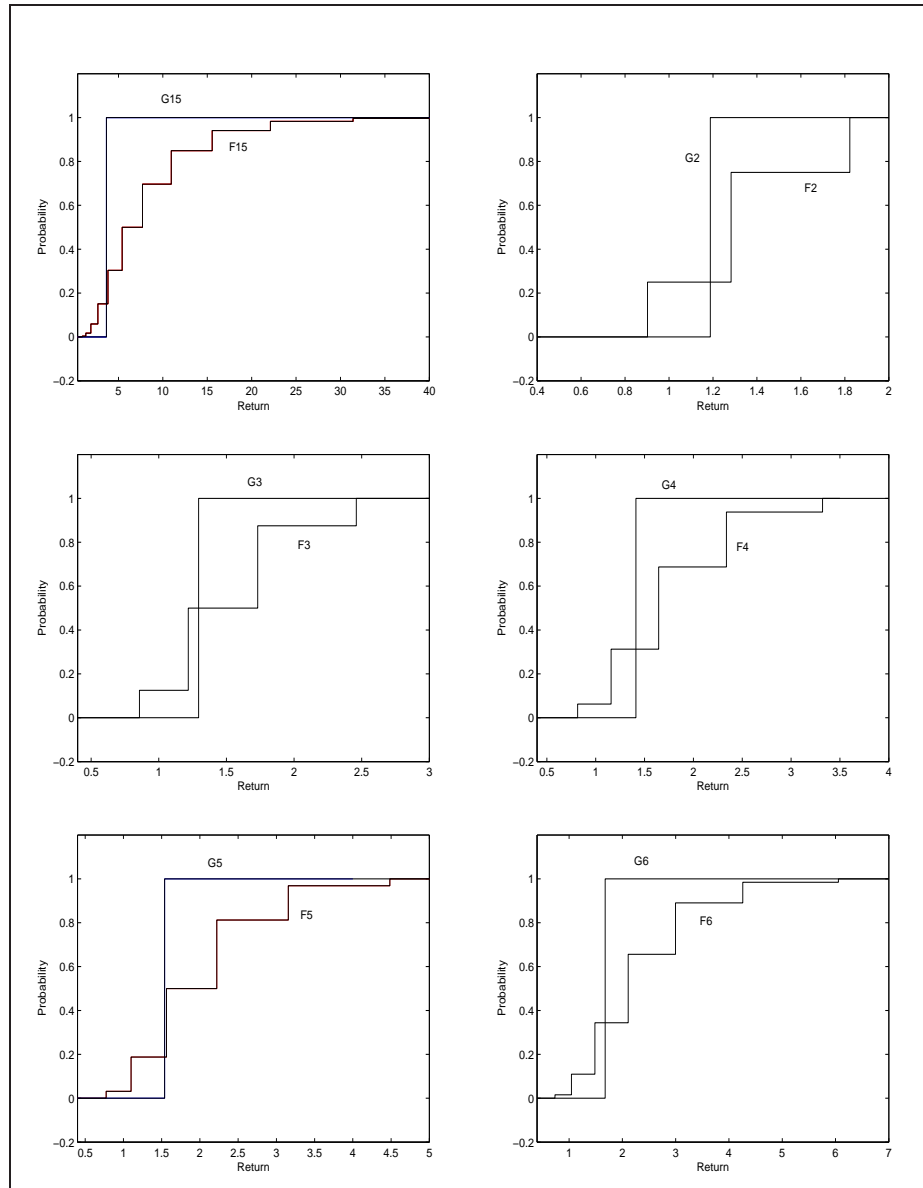 G15
F15
1
0.8
0.6
0.4
0.2
0
−0.2
Probability
5 10 15 20 25 30 35 40
Return
G2
F2
1
0.8
0.6
0.4
0.2
0
−0.2
Probability
0.4 0.6 0.8 1 1.2 1.4 1.6 1.8 2
Return
G3
F3
1
0.8
0.6
0.4
0.2
0
−0.2
Probability
0.5 1 1.5 2 2.5 3
Return
G4
F4
1
0.8
0.6
0.4
0.2
0
−0.2
Probability
0.5 1 1.5 2 2.5 3 3.5 4
Return
G5
F5
1
0.8
0.6
0.4
0.2
0
−0.2
Probability
0.5 1 1.5 2 2.5 3 3.5 4 4.5 5
Return
G6
F6
1
0.8
0.6
0.4
0.2
0
−0.2
Probability
1 2 3 4 5 6 7
Return